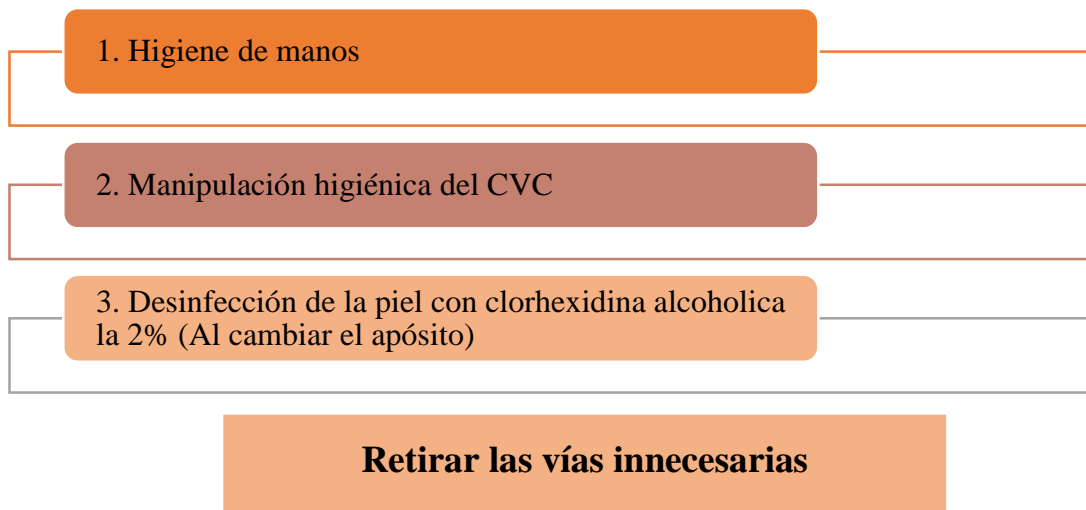 1. Higiene de manos
2. Manipulación higiénica del CVC
3. Desinfección de la piel con clorhexidina alcoholica
la 2% (Al cambiar el apósito)
Retirar las vías innecesarias